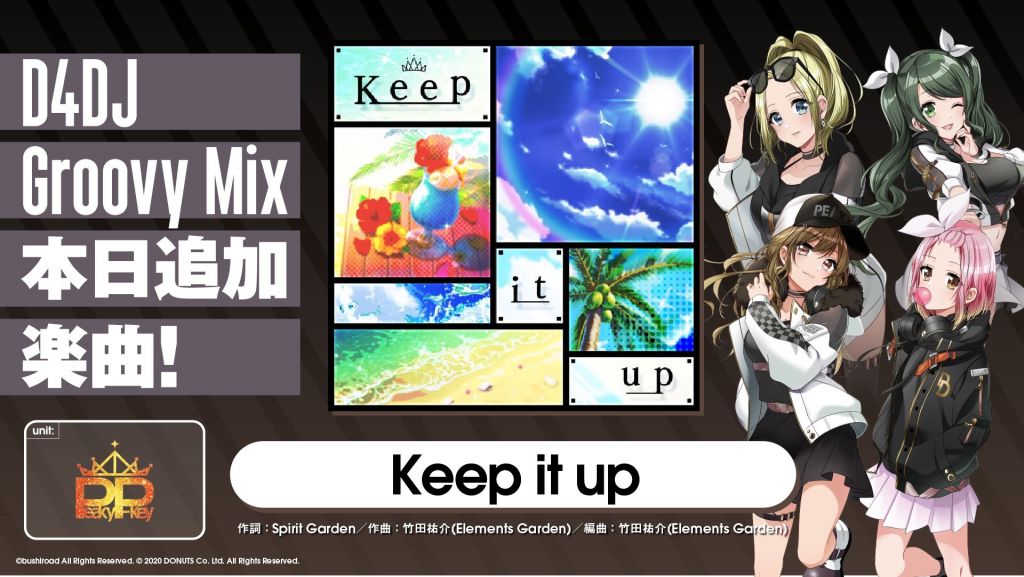 D4DJ
Groovy Mix
本日追加
楽曲!
Keep
it
up
PEA
unit:
Peaky P-key
Keep it up
作詞：Spirit Garden／作曲：竹田祐介(Elements Garden)／編曲：竹田祐介(Elements Garden)
©bushiroad All Rights Reserved. © 2020 DONUTS Co. Ltd. All Rights Reserved.